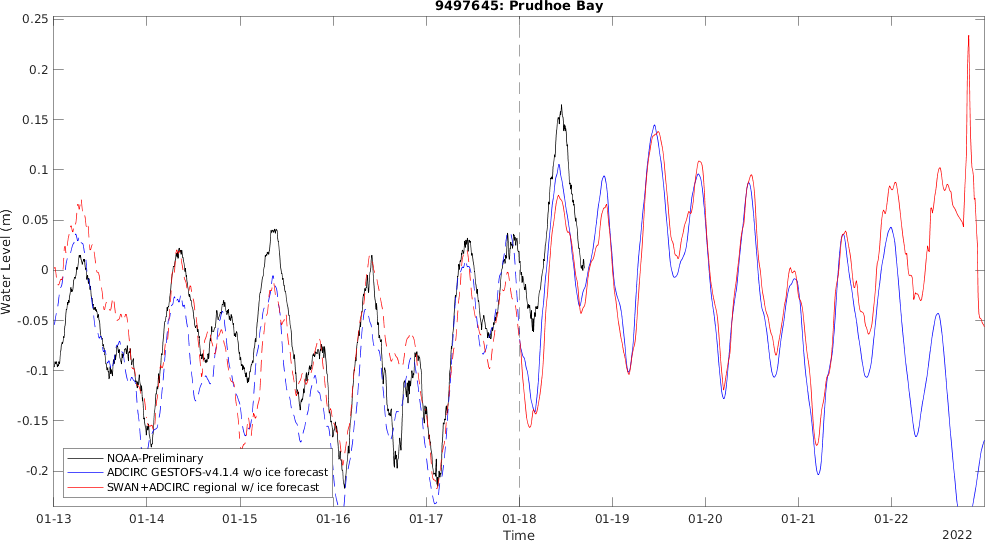 9497645: Prudhoe Bay
0.25
0.2
0.15
0.1
0.05
0
-0.05
-0.1
-0.15
-0.2
Water Level (m)
NOAA-Preliminary
ADCIRC GESTOFS-v4.1.4 w/o ice forecast
SWAN+ADCIRC regional w/ ice forecast
01-13 01-14 01-15 01-16 01-17 01-18 01-19 01-20 01-21 01-22
Time
2022